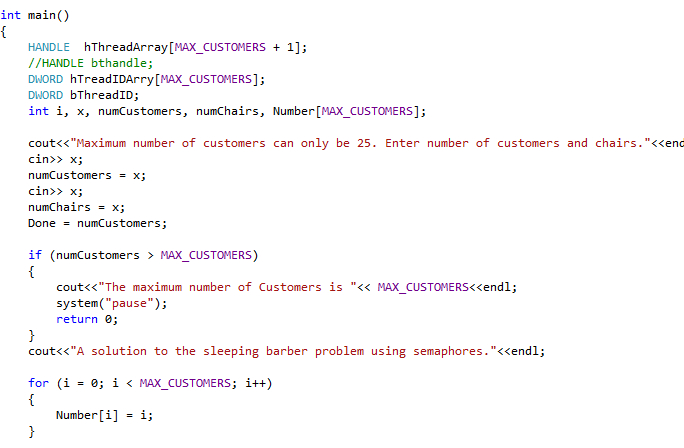 int main()
{
HANDLE  hThreadArray[MAX_CUSTOMERS + 1];
//HANDLE bthandle;
DWORD hTreadIDArry[MAX_CUSTOMERS];
DWORD bThreadID;
int i, x, numCustomers, numChairs, Number[MAX_CUSTOMERS];
cout<<"Maximum number of customers can only be 25. Enter number of customers and chairs."<<end
cin>> x;
numCustomers = x;
cin>> x;
numChairs = x;
Done = numCustomers;
if (numCustomers > MAX_CUSTOMERS)
{
cout<<"The maximum number of Customers is "<< MAX_CUSTOMERS<<endl;
system("pause");
return 0;
}
cout<<"A solution to the sleeping barber problem using semaphores."<<endl;
for (i = 0; i < MAX_CUSTOMERS; i++)
{
Number[i] = i;
}